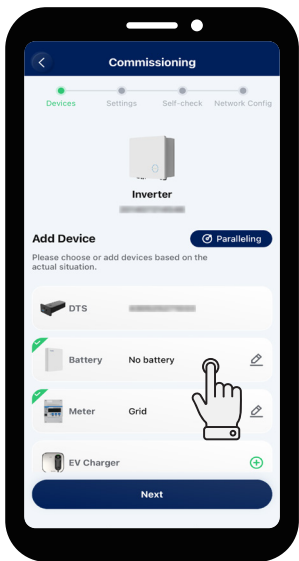 Commissioning
Devices Settings Self-check Network Config
Inverter
Add Device
Paralleling
Please choose or add devices based on the
actual situation.
DTS
Battery No battery
Meter Grid
EV Charger
Next